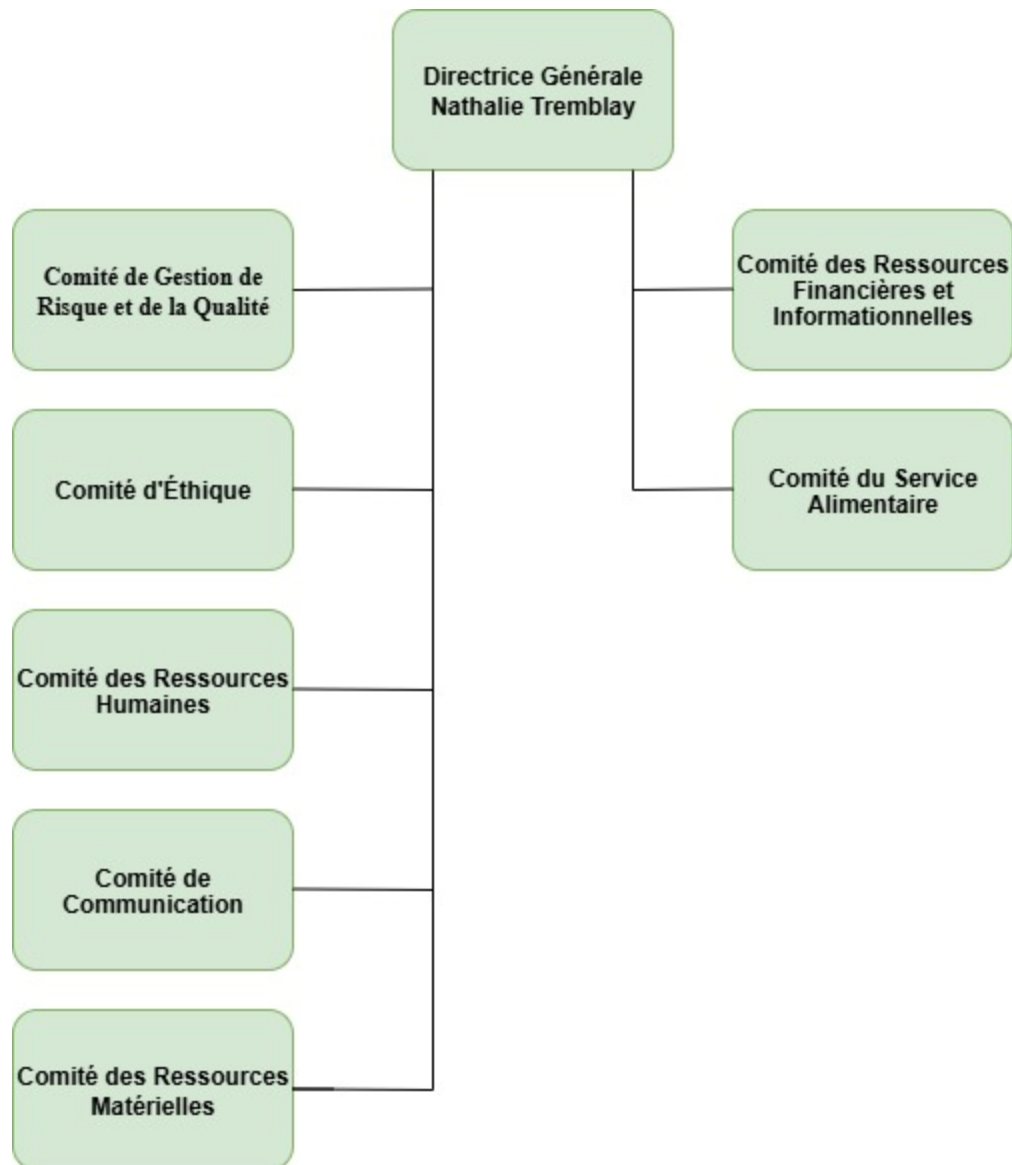 Directrice Générale
Nathalie Tremblay
Comité de Gestion de
Risque et de la Qualité
Comité des Ressources
Financières et
Informationnelles
Comité d'Éthique
Comité du Service
Alimentaire
Comité des Ressources
Humaines
Comité de
Communication
Comité des Ressources
Matérielles